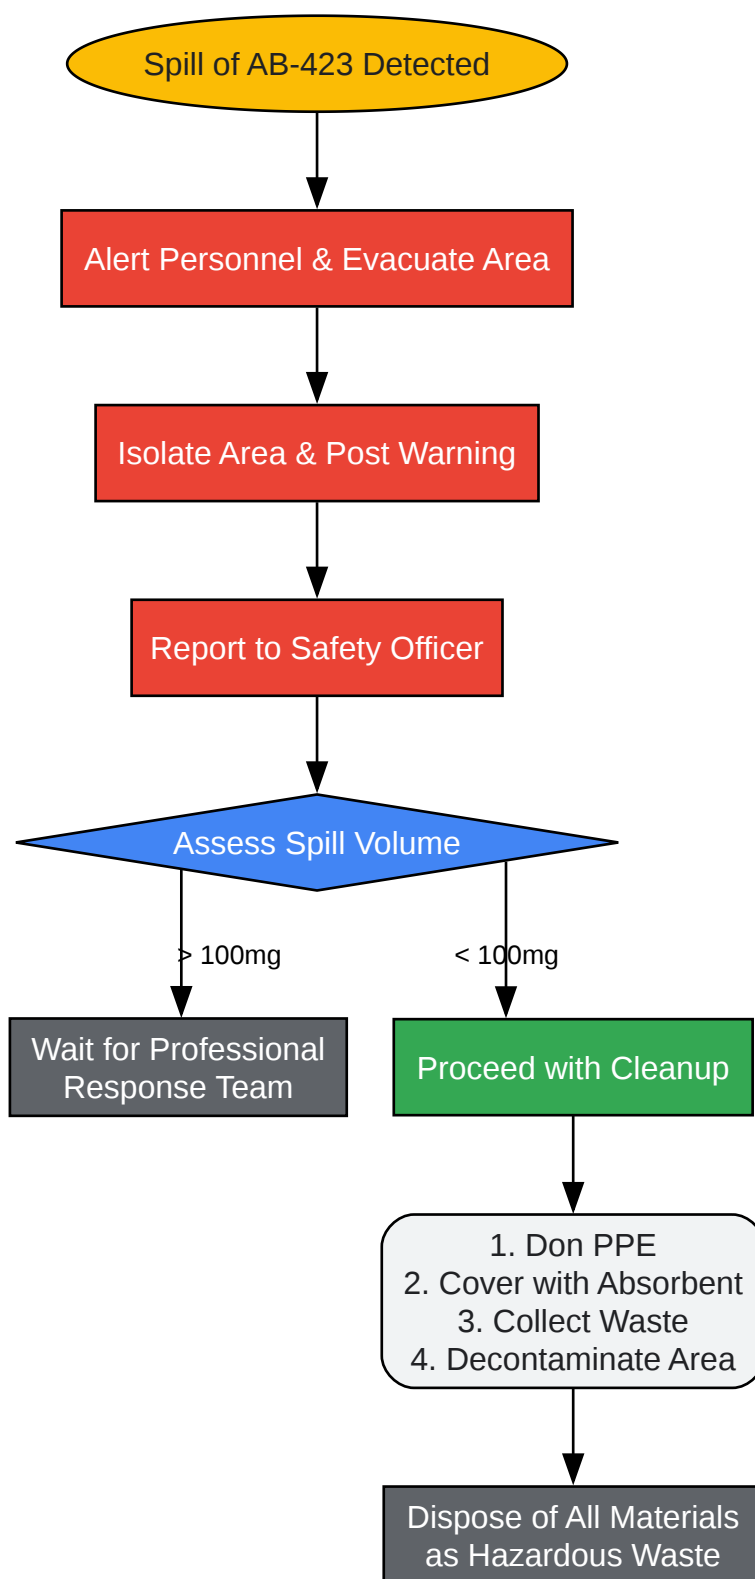 Spill of AB-423 Detected
Alert Personnel & Evacuate Area
Isolate Area & Post Warning
Report to Safety Officer
Assess Spill Volume
> 100mg
< 100mg
Wait for Professional
Response Team
Proceed with Cleanup
1. Don PPE
2. Cover with Absorbent
3. Collect Waste
4. Decontaminate Area
Dispose of All Materials
as Hazardous Waste